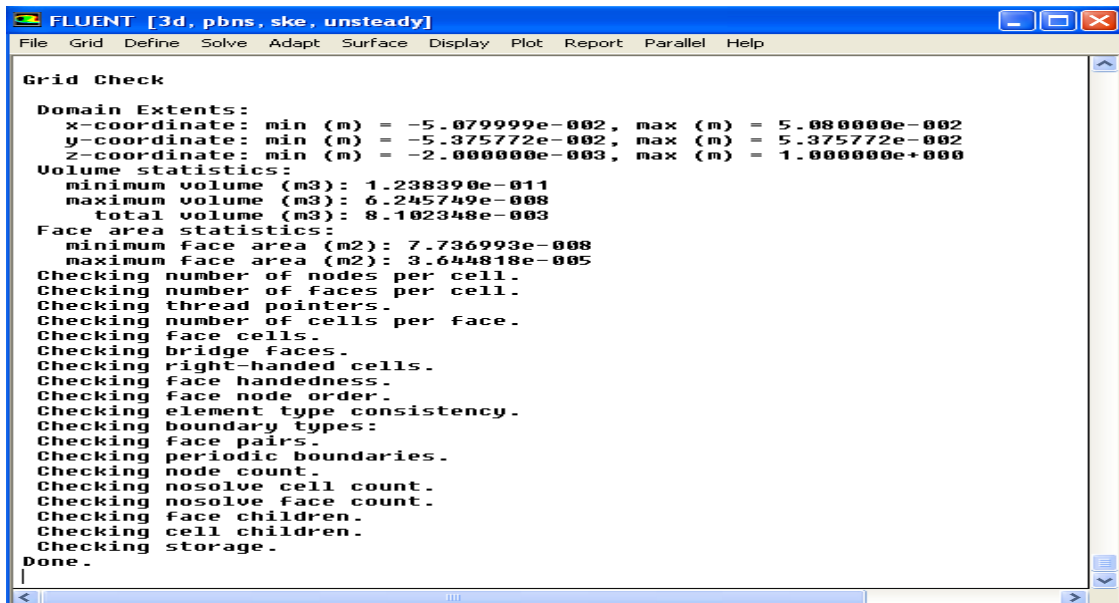 FLUENT [3d, pbns, ske, unsteady]
File Grid Define Solve Adapt Surface Display Plot Report Parallel Help
Grid Check
Domain Extents:
x-coordinate: min (m) = -5.079999e-002, max (m) = 5.080000e-002
y-coordinate: min (m) = -5.375772e-002, max (m) = 5.375772e-002
z-coordinate: min (m) = -2.000000e-003, max (m) = 1.000000e+000
Volume statistics:
minimum volume (m3): 1.238390e-011
maximum volume (m3): 6.245749e-008
total volume (m3): 8.102348e-003
Face area statistics:
minimum face area (m2): 7.736993e-008
maximum face area (m2): 3.644818e-005
Checking number of nodes per cell.
Checking number of faces per cell.
Checking thread pointers.
Checking number of cells per face.
Checking face cells.
Checking bridge faces.
Checking right-handed cells.
Checking face handedness.
Checking face node order.
Checking element type consistency.
Checking boundary types:
Checking face pairs.
Checking periodic boundaries.
Checking node count.
Checking nosolve cell count.
Checking nosolve face count.
Checking face children.
Checking cell children.
Checking storage.
Done.